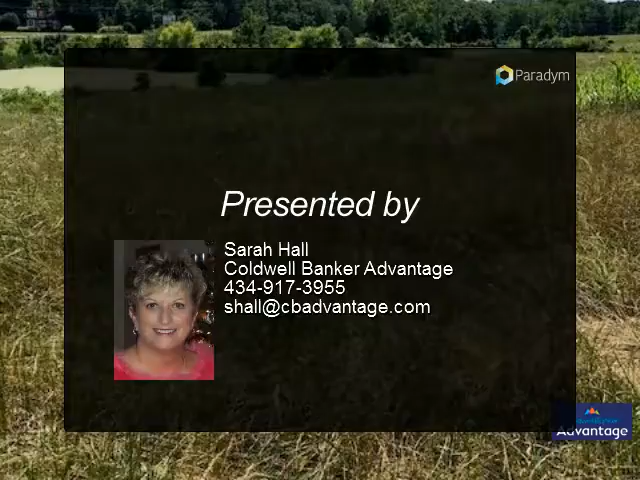 Paradym
Presented by
Sarah Hall
Coldwell Banker Advantage
434-917-3955
shall@cbadvantage.com
Advantage